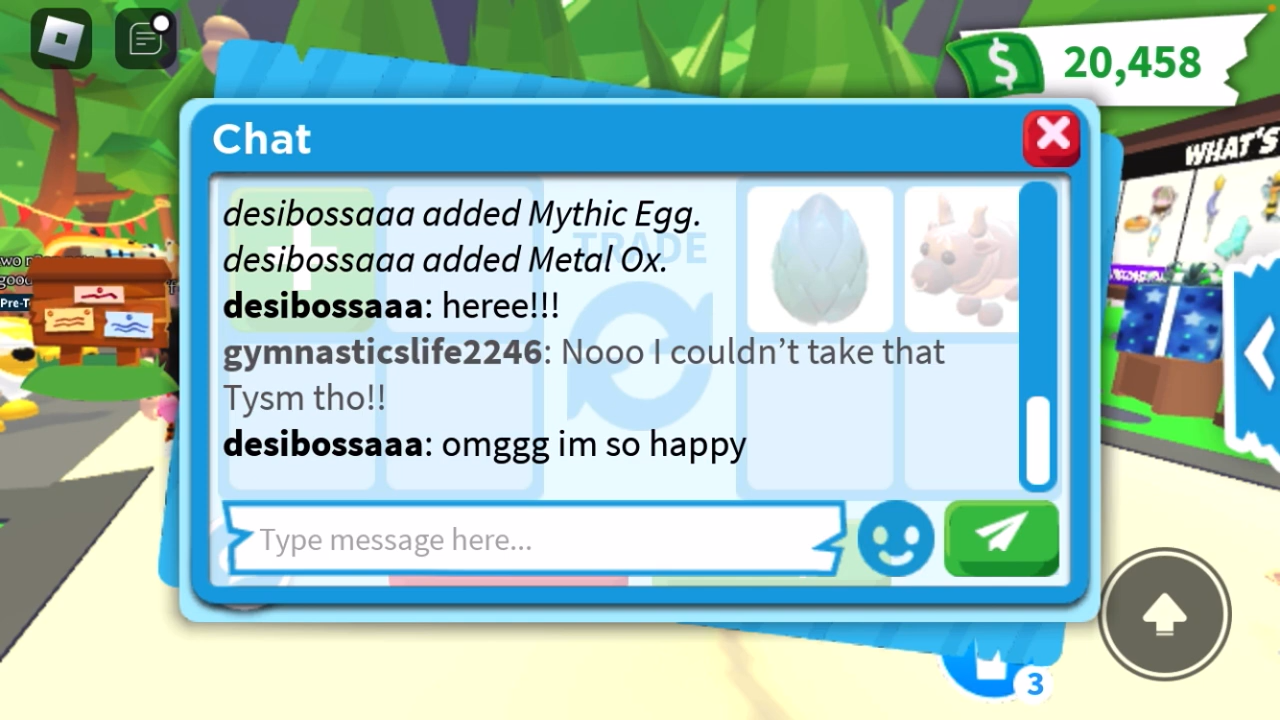 20,458
WHAT'S
Chat
desibossaaa added Mythic Egg.
TRADE
desibossaaa added Metal Ox.
desibossaaa: heree!!!
gymnasticslife2246: Nooo I couldn’t take that
Tysm tho!!
desibossaaa: omggg im so happy
Type message here...
3